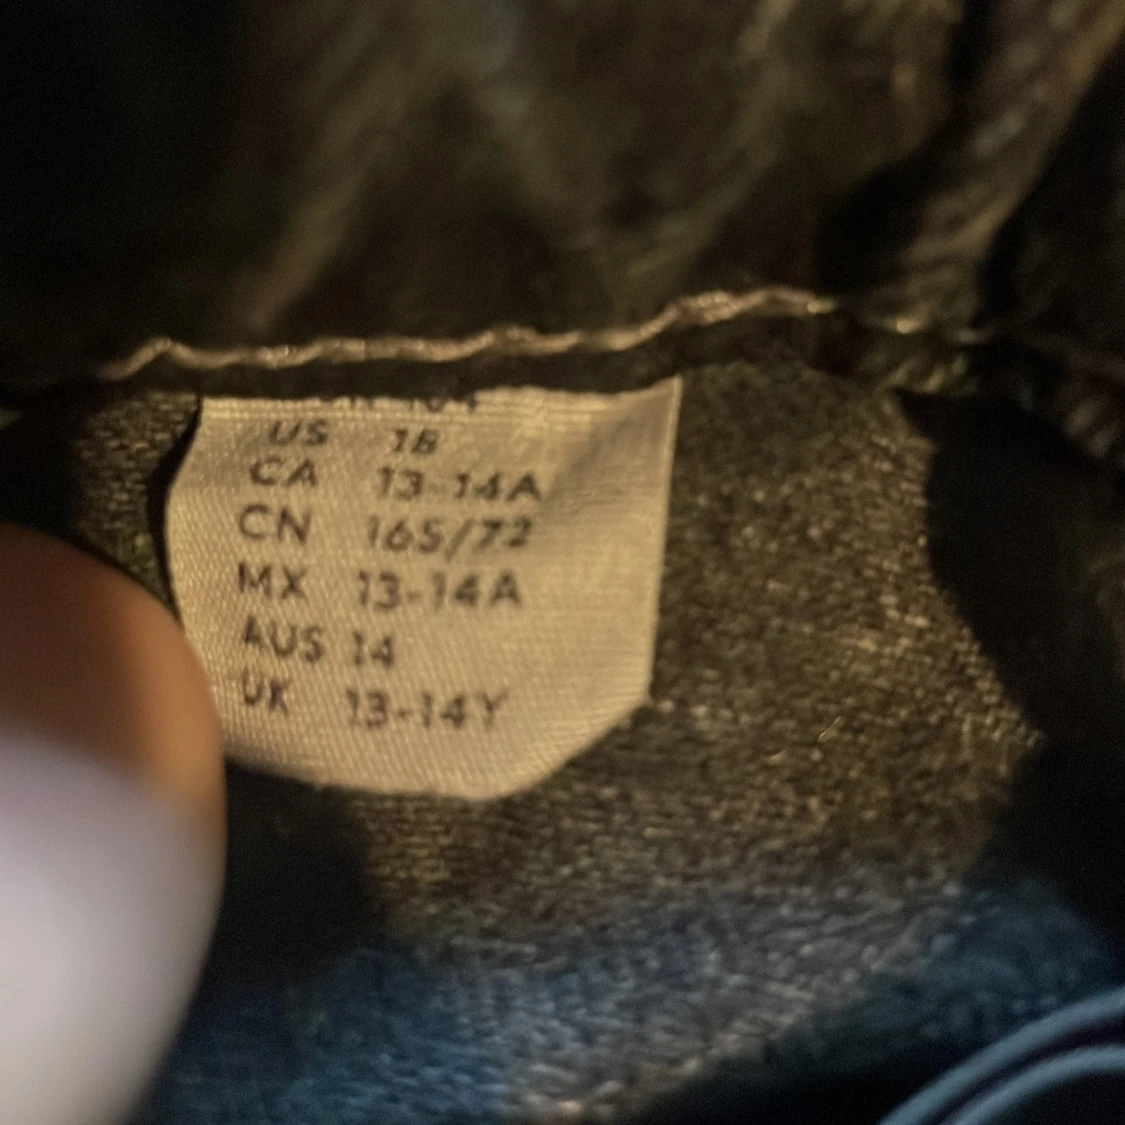 US 18
CA 13-14A
CN 165/72
MX 13-14A
AUS 14
UK 13-14Y